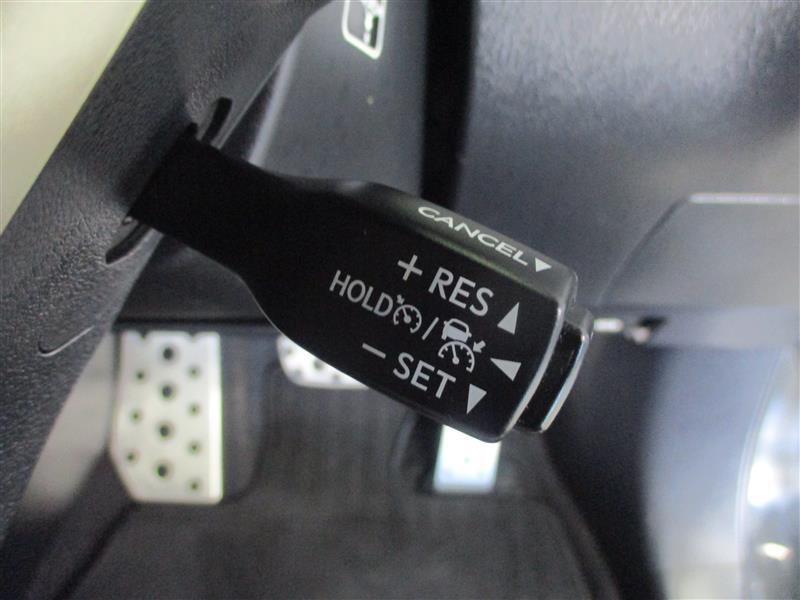 CANCEL
+ RES
HOLD /
- SET